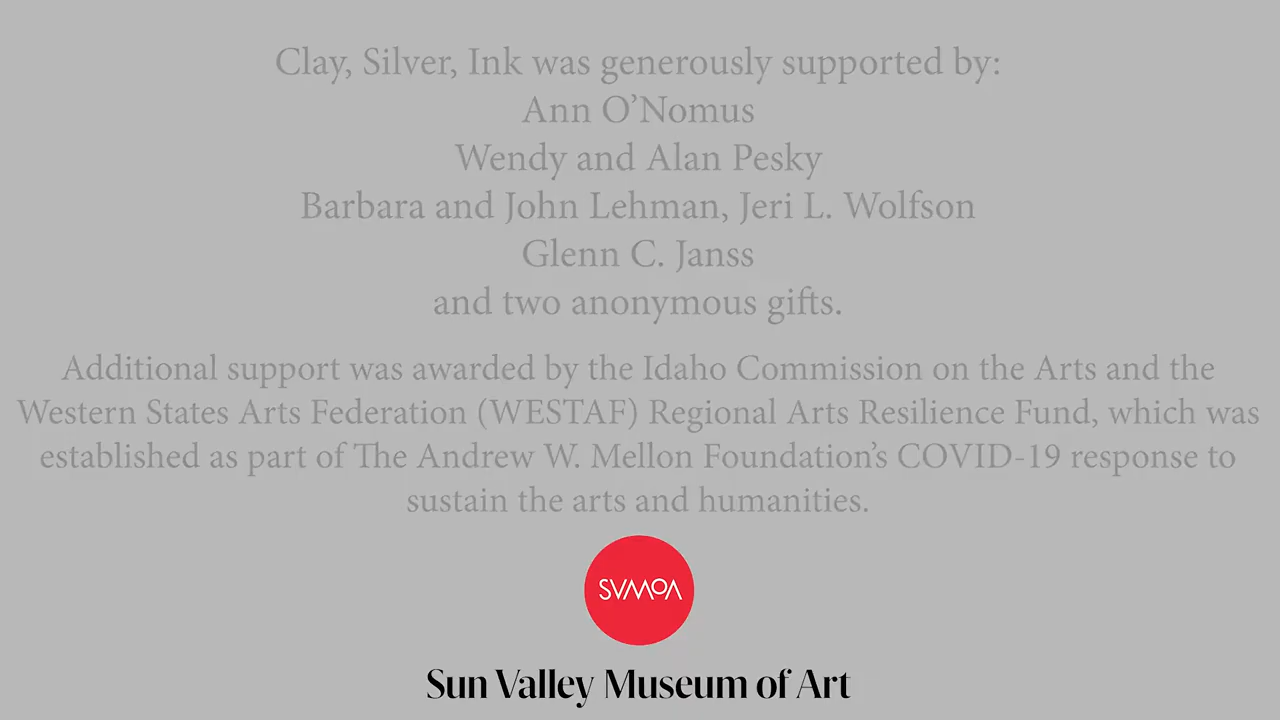 Clay, Silver, Ink was generously supported by:
Ann O’Nomus
Wendy and Alan Pesky
Barbara and John Lehman, Jeri L. Wolfson
Glenn C. Janss
and two anonymous gifts.
Additional support was awarded by the Idaho Commission on the Arts and the
Western States Arts Federation (WESTAF) Regional Arts Resilience Fund, which was
established as part of The Andrew W. Mellon Foundation’s COVID-19 response to
sustain the arts and humanities.
SVMOA
Sun Valley Museum of Art